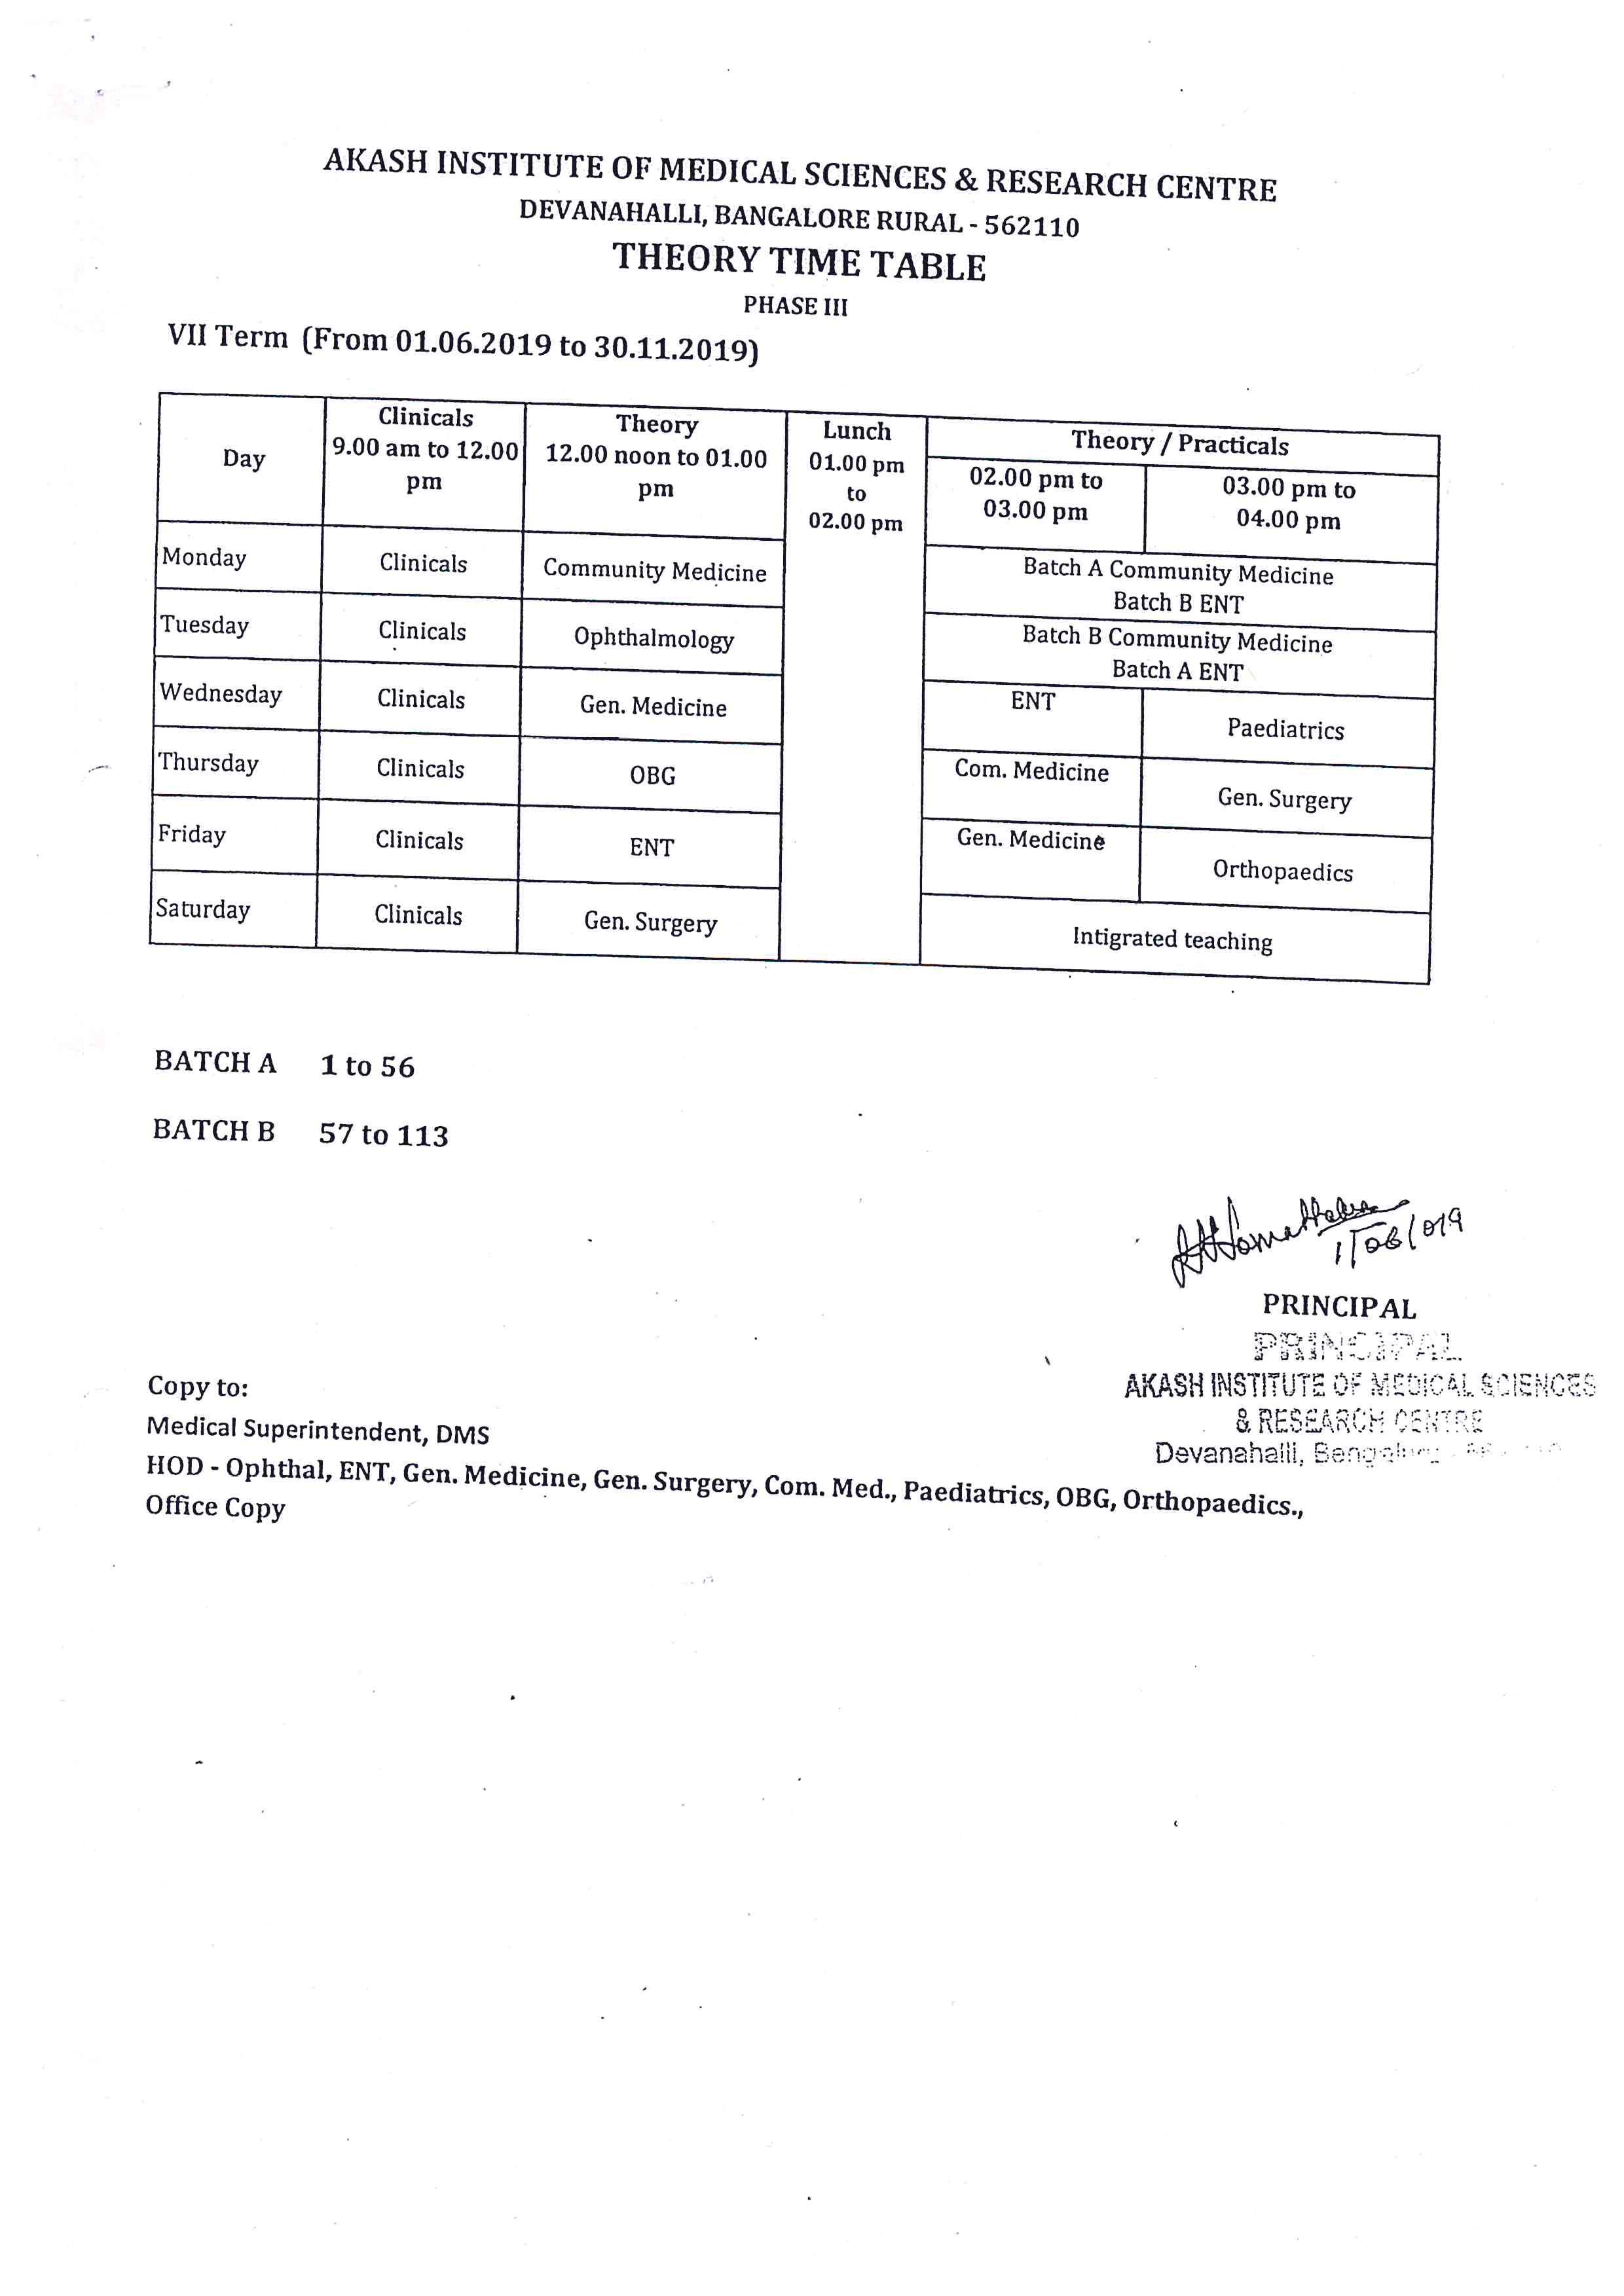 AKASH INSTITUTE OF MEDICAL SCIENCES & RESEARCH CENTRE
DEVANAHALLI, BANGALORE RURAL - 562110
THEORY TIME TABLE
PHASE III
VII Term (From 01.06.2019 to 30.11.2019)
Day
Clinicals
9.00 am to 12.00
pm
Theory
12.00 noon to 01.00
pm
Lunch
01.00 pm
to
02.00 pm
Theory / Practicals
02.00 pm to
03.00 pm
03.00 pm to
04.00 pm
Monday
Clinicals
Community Medicine
Batch A Community Medicine
Batch B ENT
Tuesday
Clinicals
Ophthalmology
Batch B Community Medicine
Batch A ENT
Wednesday
Clinicals
Gen. Medicine
ENT
Paediatrics
Thursday
Clinicals
OBG
Com. Medicine
Gen. Surgery
Friday
Clinicals
ENT
Gen. Medicine
Orthopaedics
Saturday
Clinicals
Gen. Surgery
Intigrated teaching
BATCH A 1 to 56
BATCH B 57 to 113
1/06/019
PRINCIPAL
PRINCIPAL
AKASH INSTITUTE OF MEDICAL SCIENCES
& RESEARCH CENTRE
Devanahalli,
Copy to:
Medical Superintendent, DMS
HOD - Ophthal, ENT, Gen. Medicine, Gen. Surgery, Com. Med., Paediatrics, OBG, Orthopaedics.,
Office Copy